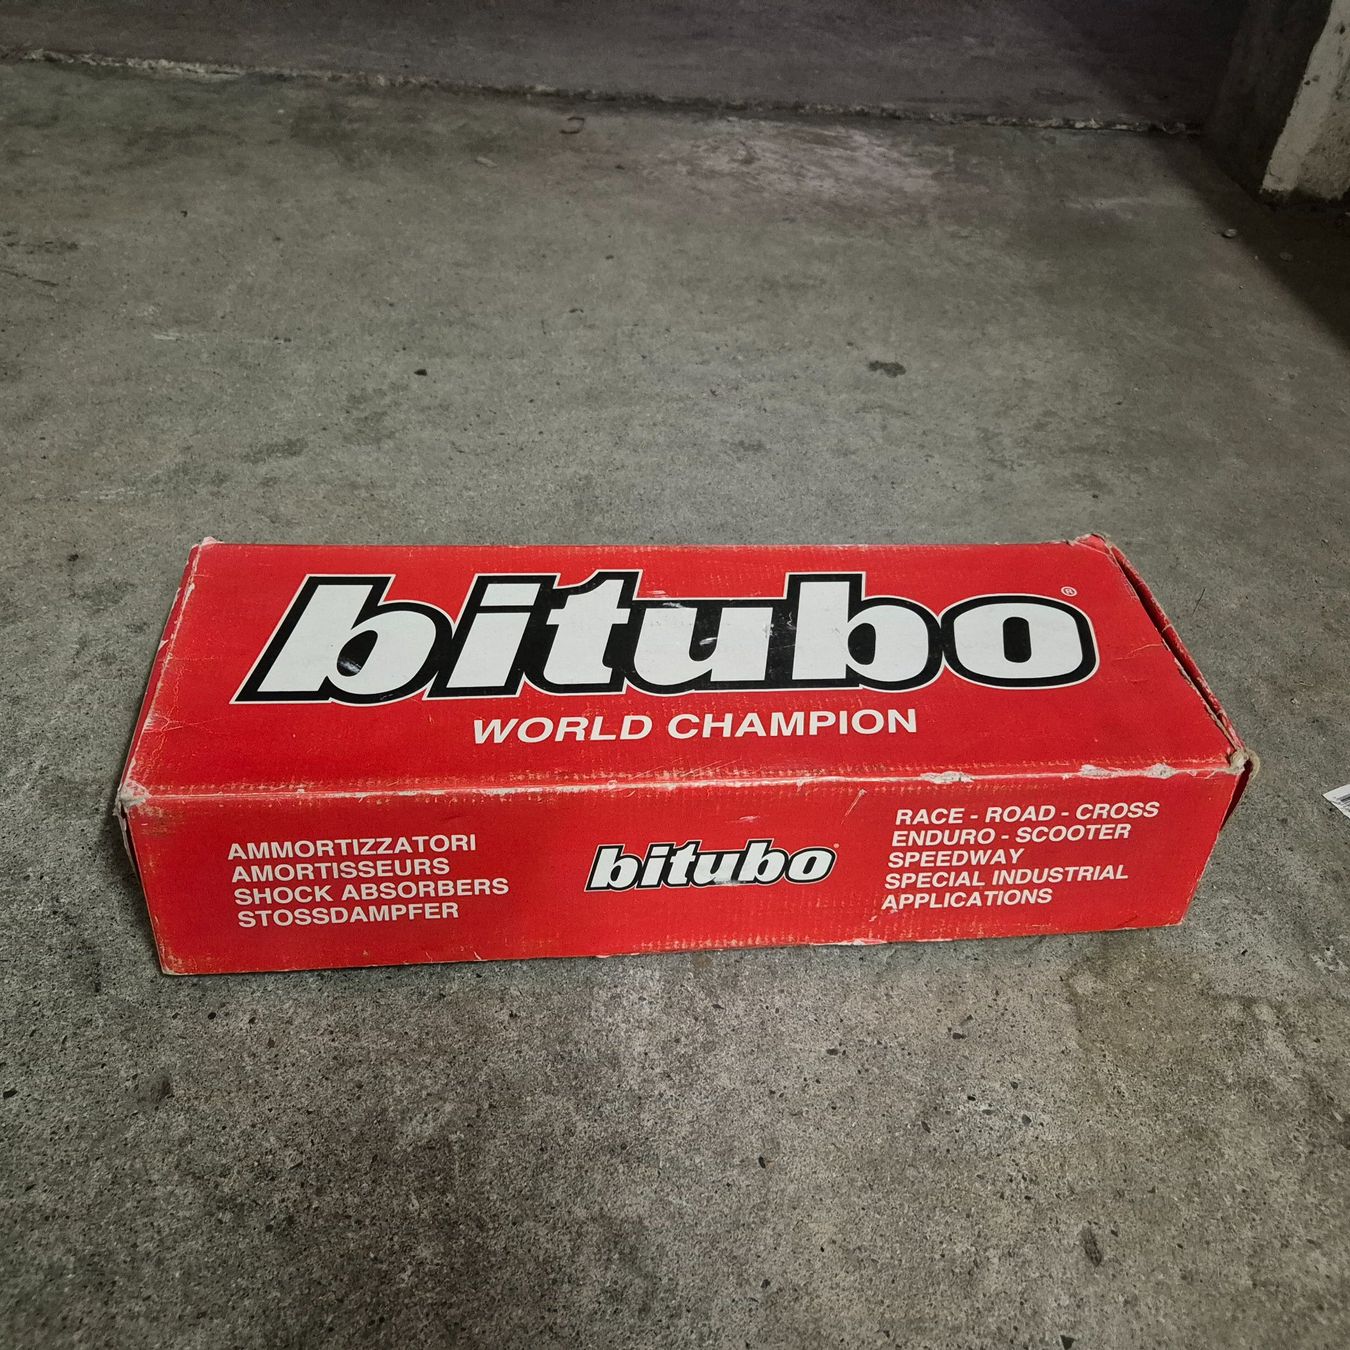 bitubo®
WORLD CHAMPION
AMMORTIZZATORI
AMORTISSEURS
SHOCK ABSORBERS
STOSSDAMPFER
bitubo
RACE - ROAD - CROSS
ENDURO - SCOOTER
SPEEDWAY
SPECIAL INDUSTRIAL
APPLICATIONS